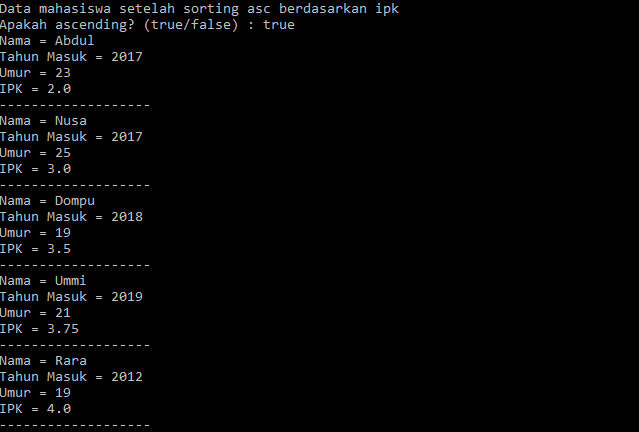 Data mahasiswa setelah sorting asc berdasarkan ipk
Apakah ascending? (true/false) : true
Nama = Abdul
Tahun Masuk = 2017
Umur = 23
IPK = 2.0
-------------------
Nama = Nusa
Tahun Masuk = 2017
Umur = 25
IPK = 3.0
-------------------
Nama = Dompu
Tahun Masuk = 2018
Umur = 19
IPK = 3.5
-------------------
Nama = Ummi
Tahun Masuk = 2019
Umur = 21
IPK = 3.75
-------------------
Nama = Rara
Tahun Masuk = 2012
Umur = 19
IPK = 4.0
-------------------